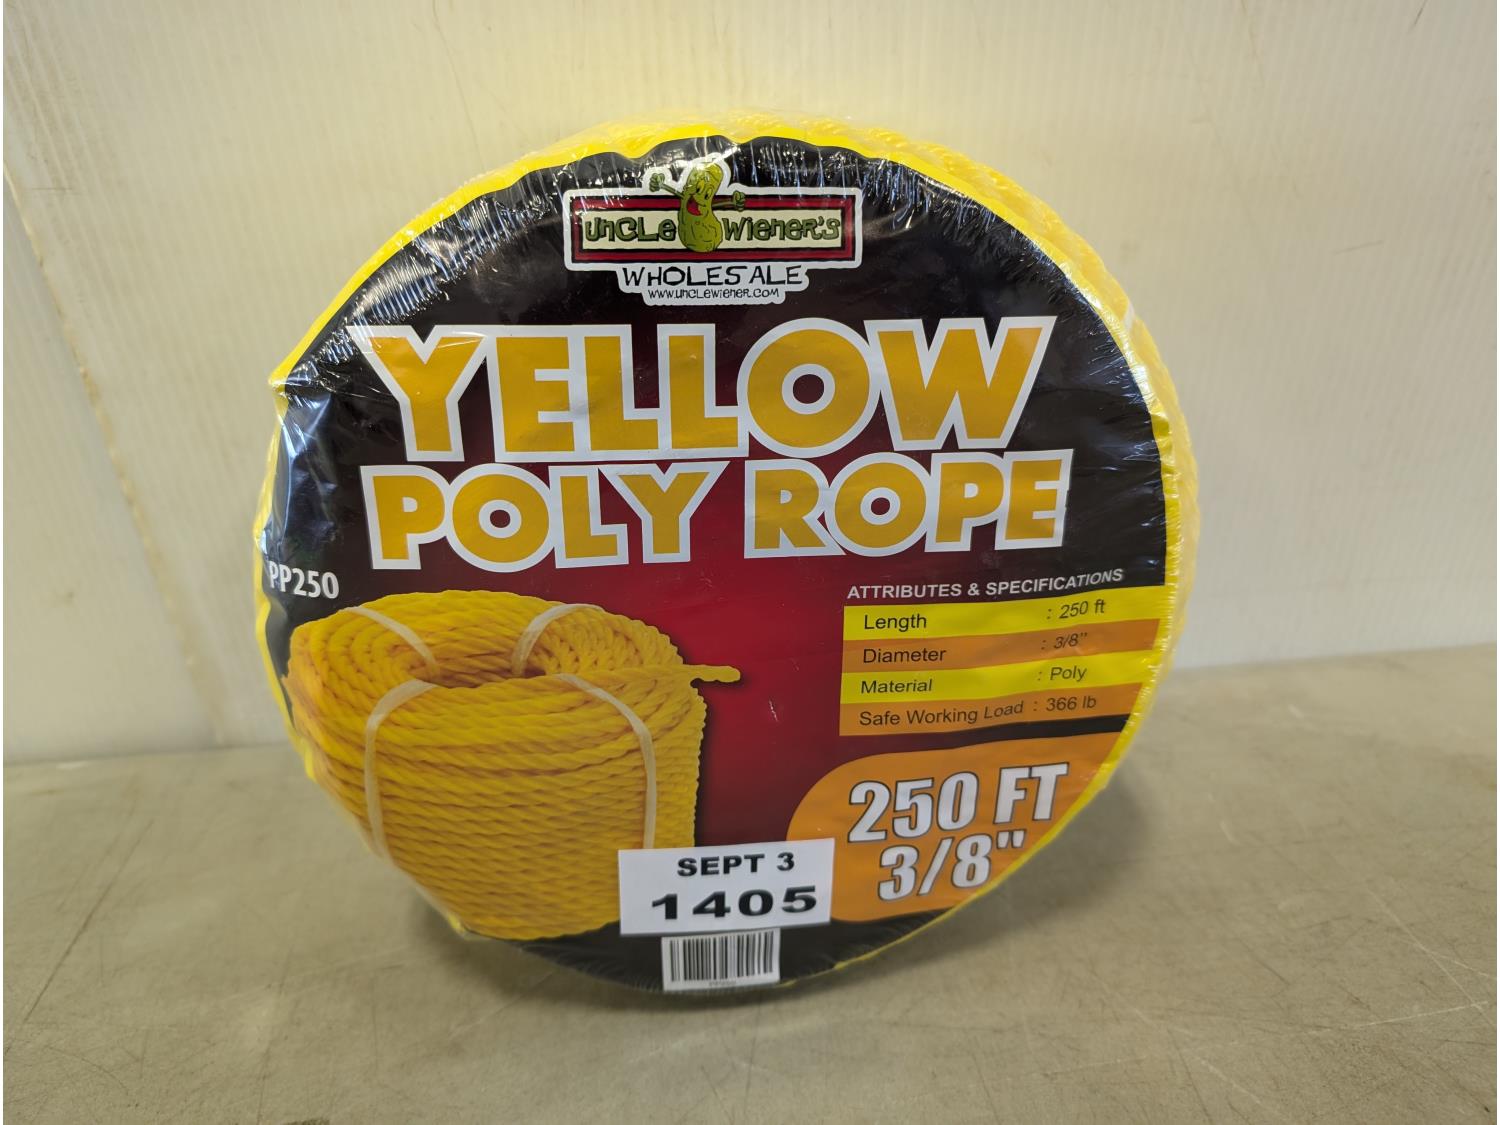 UNCLE WIENER'S
WHOLESALE
WWW.UNCLEWIENER.COM
YELLOW
POLY ROPE
PP250
ATTRIBUTES & SPECIFICATIONS
Length : 250 ft
Diameter : 3/8"
Material : Poly
Safe Working Load : 366 lb
250 FT
3/8"
SEPT 3
1405
PP250